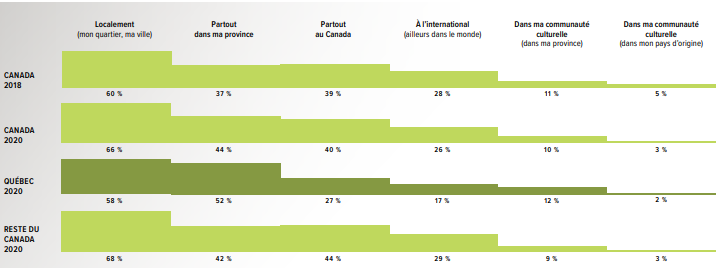 Localement
(mon quartier, ma ville)
Partout
dans ma province
Partout
au Canada
À l'international
(ailleurs dans le monde)
Dans ma communauté
culturelle
(dans ma province)
Dans ma communauté
culturelle
(dans mon pays d'origine)
CANADA
2018
60 % 37 % 39 % 28 % 11 % 5 %
CANADA
2020
66 % 44 % 40 % 26 % 10 % 3 %
QUÉBEC
2020
58 % 52 % 27 % 17 % 12 % 2 %
RESTE DU
CANADA
2020
68 % 42 % 44 % 29 % 9 % 3 %